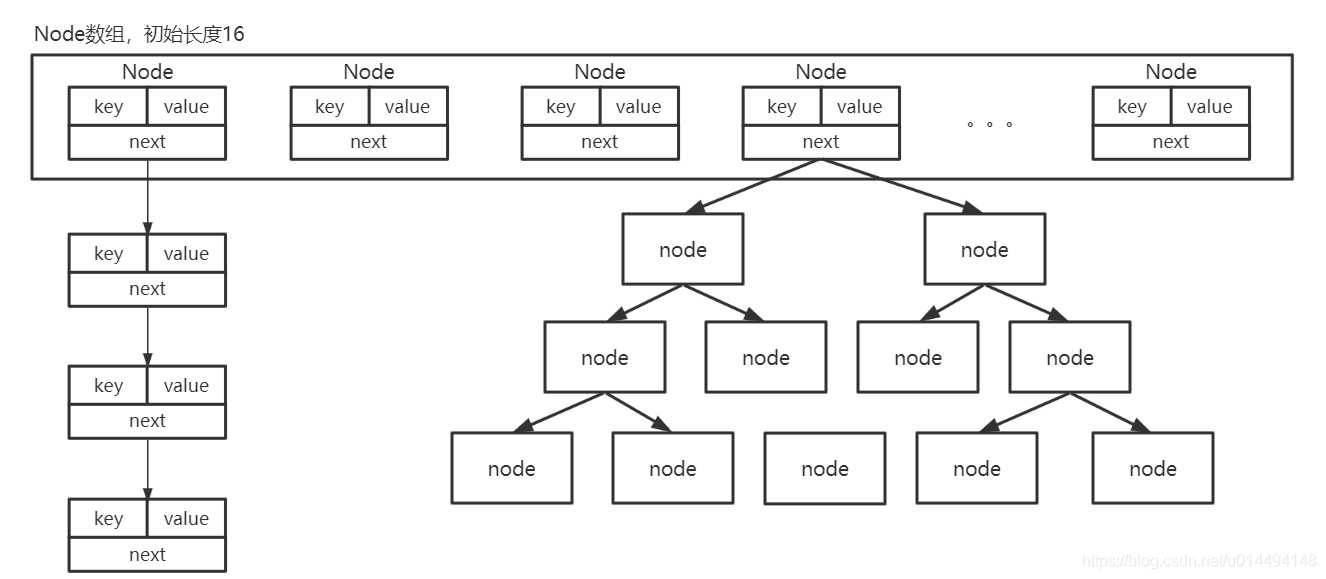 Node数组，初始长度16
Node Node Node Node Node
key value key value key value key value 。。。 key value
next next next next next
node node
key value
next
node node node node
key value
next
node node node node node
key value
next
https://blog.csdn.net/u014494148